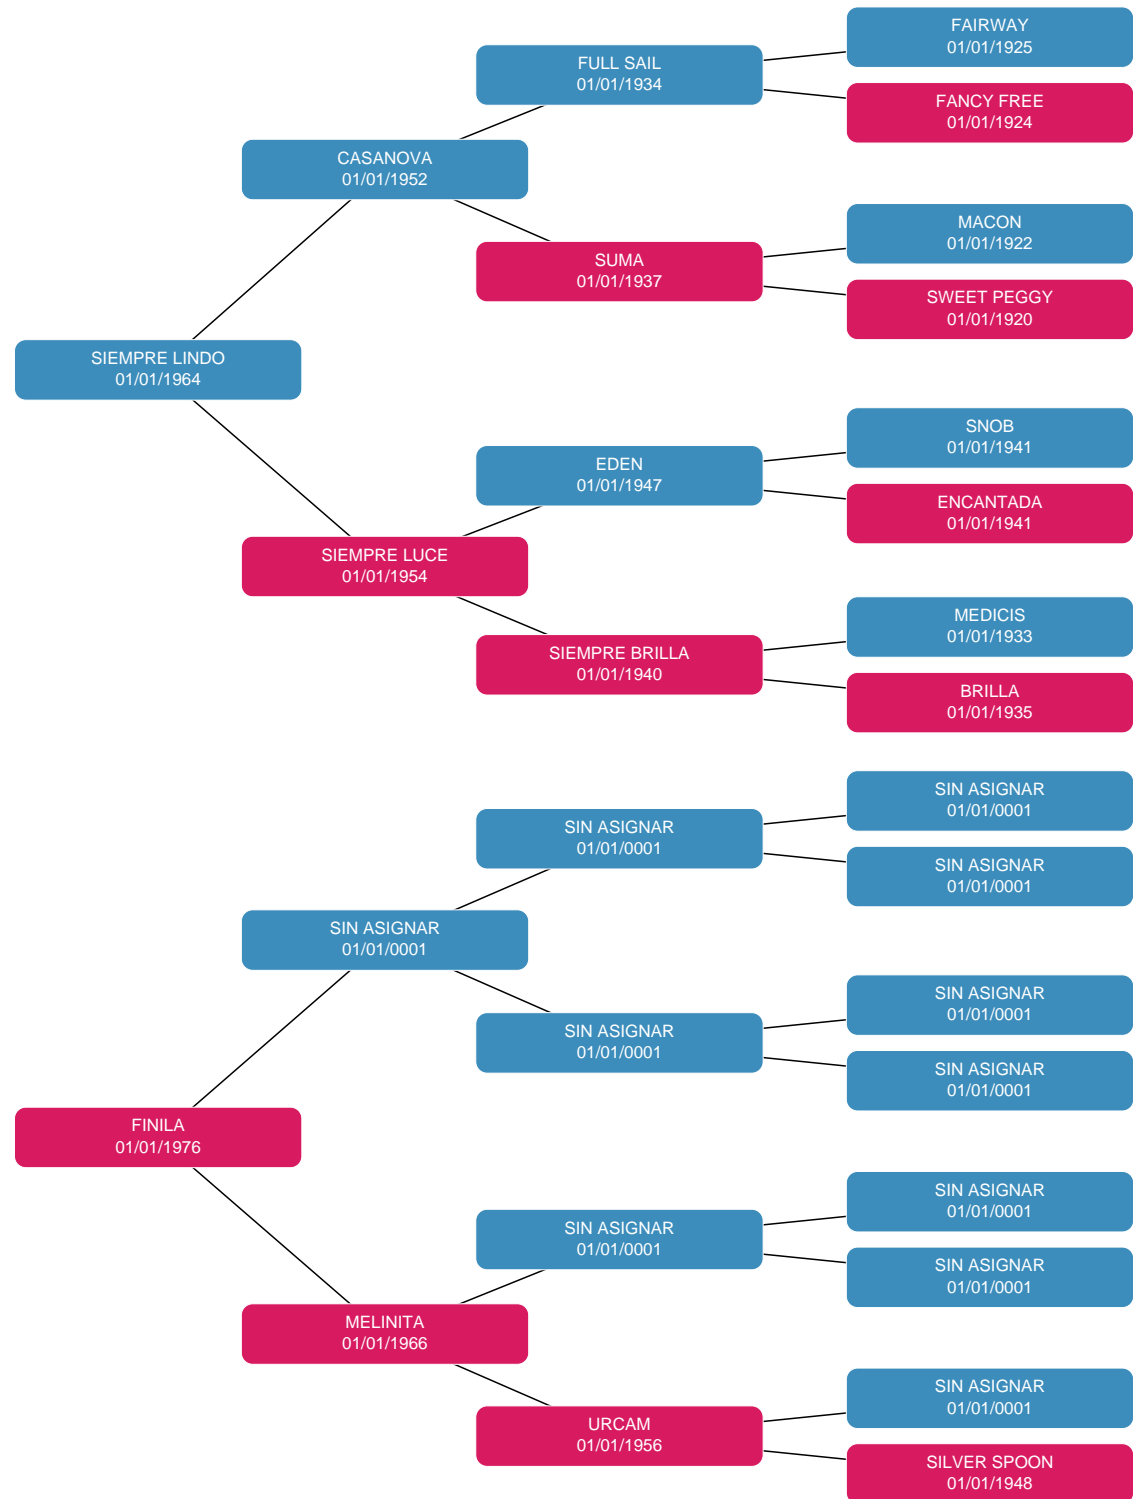 FAIRWAY
01/01/1925
FULL SAIL
01/01/1934
FANCY FREE
01/01/1924
CASANOVA
01/01/1952
MACON
01/01/1922
SUMA
01/01/1937
SWEET PEGGY
01/01/1920
SIEMPRE LINDO
01/01/1964
SNOB
01/01/1941
EDEN
01/01/1947
ENCANTADA
01/01/1941
SIEMPRE LUCE
01/01/1954
MEDICIS
01/01/1933
SIEMPRE BRILLA
01/01/1940
BRILLA
01/01/1935
SIN ASIGNAR
01/01/0001
SIN ASIGNAR
01/01/0001
SIN ASIGNAR
01/01/0001
SIN ASIGNAR
01/01/0001
SIN ASIGNAR
01/01/0001
SIN ASIGNAR
01/01/0001
SIN ASIGNAR
01/01/0001
FINILA
01/01/1976
SIN ASIGNAR
01/01/0001
SIN ASIGNAR
01/01/0001
SIN ASIGNAR
01/01/0001
MELINITA
01/01/1966
SIN ASIGNAR
01/01/0001
URCAM
01/01/1956
SILVER SPOON
01/01/1948